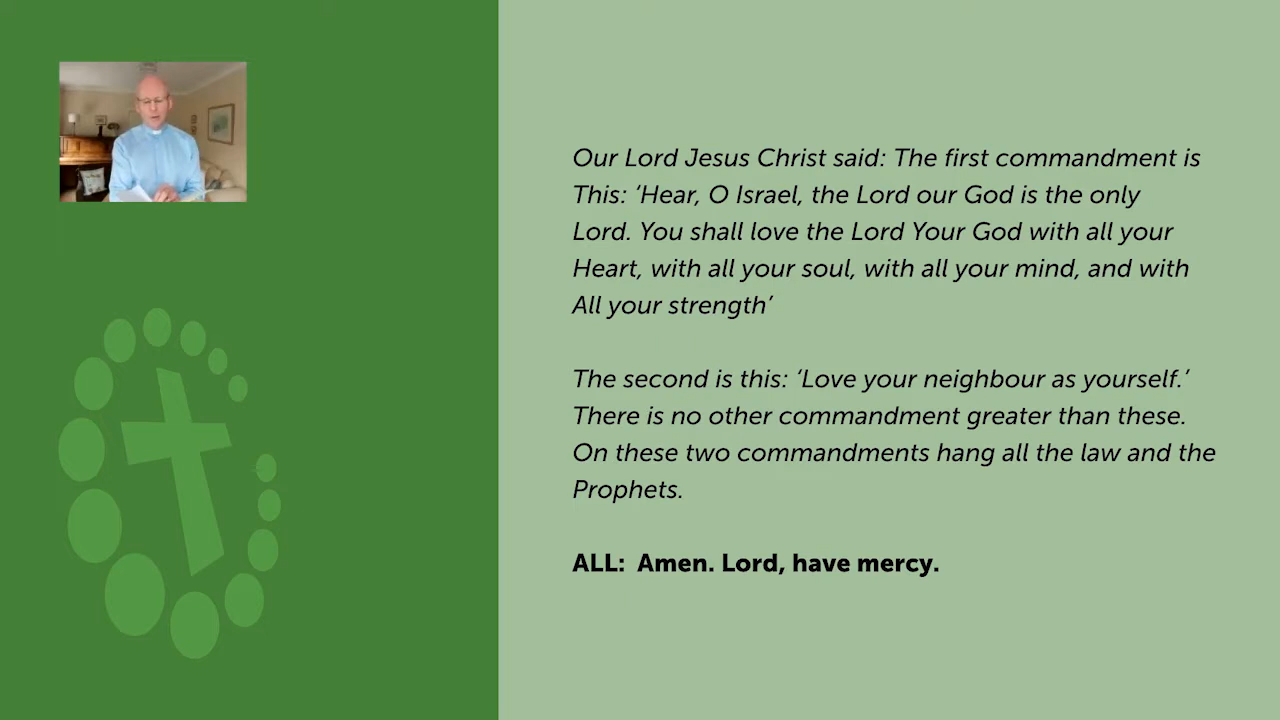 Our Lord Jesus Christ said: The first commandment is
This: ‘Hear, O Israel, the Lord our God is the only
Lord. You shall love the Lord Your God with all your
Heart, with all your soul, with all your mind, and with
All your strength’
The second is this: ‘Love your neighbour as yourself.’
There is no other commandment greater than these.
On these two commandments hang all the law and the
Prophets.
ALL:  Amen. Lord, have mercy.